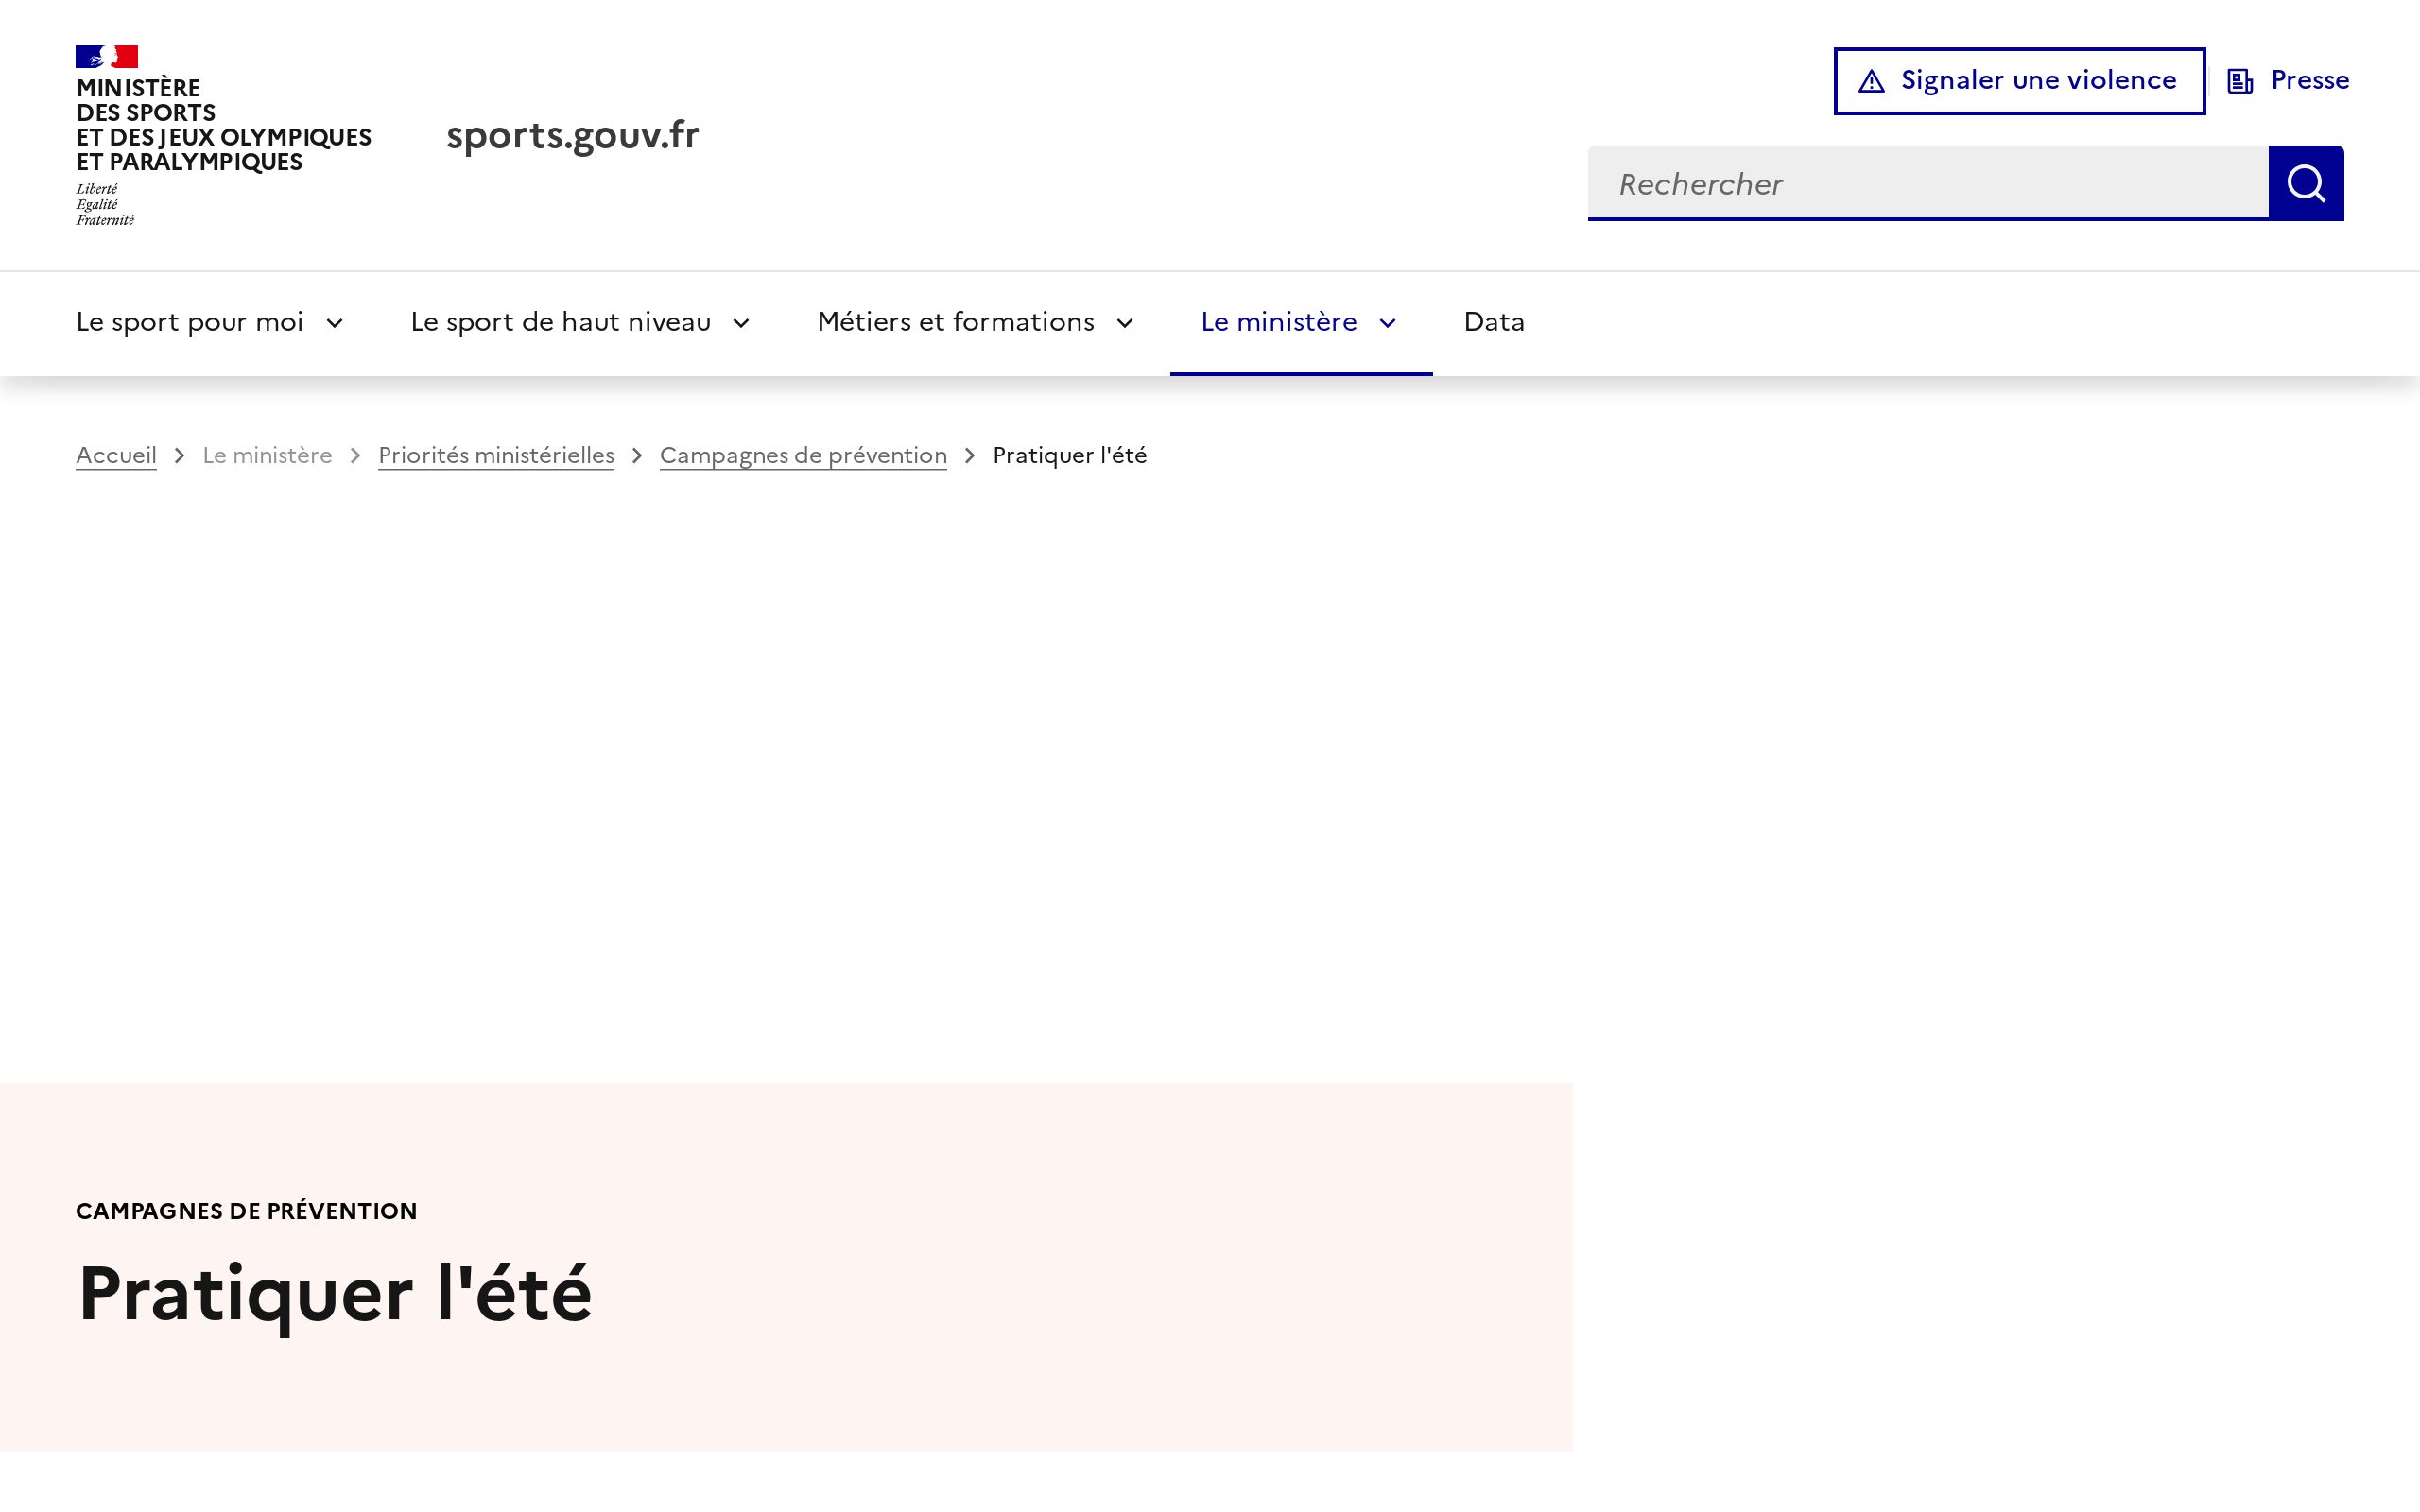 MINISTÈRE
DES SPORTS
ET DES JEUX OLYMPIQUES
ET PARALYMPIQUES
Liberté
Égalité
Fraternité
sports.gouv.fr
Signaler une violence
Presse
Rechercher
Le sport pour moi
Le sport de haut niveau
Métiers et formations
Le ministère
Data
Accueil > Le ministère > Priorités ministérielles > Campagnes de prévention > Pratiquer l'été
CAMPAGNES DE PRÉVENTION
Pratiquer l'été